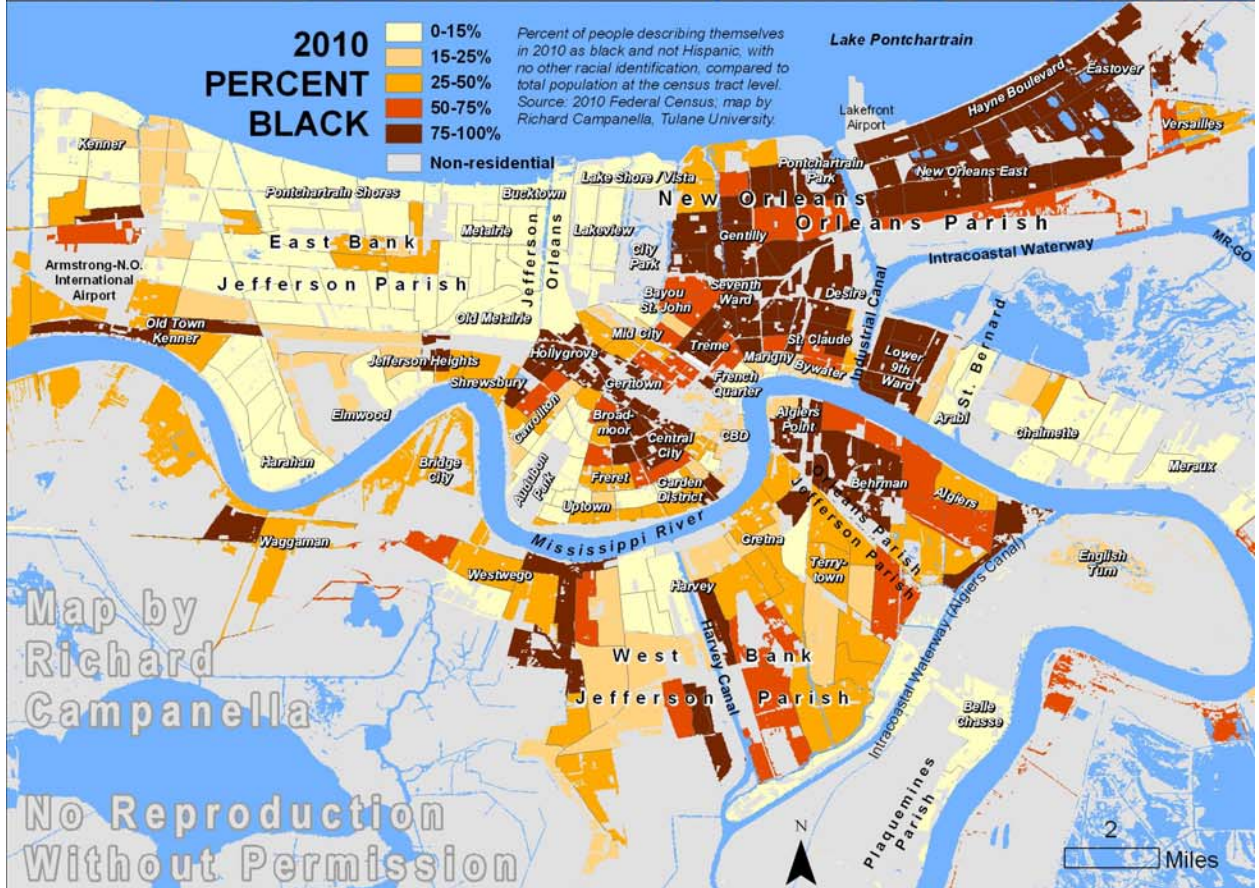 2010
PERCENT
BLACK
0-15%
15-25%
25-50%
50-75%
75-100%
Non-residential
Percent of people describing themselves
in 2010 as black and not Hispanic, with
no other racial identification, compared to
total population at the census tract level.
Source: 2010 Federal Census; map by
Richard Campanella, Tulane University.
Lake Pontchartrain
Lakefront
Airport
Hayne Boulevard
Eastover
Versailles
Kenner
Pontchartrain Shores
Bucktown
Lake Shore / Vista
Pontchartrain
Park
New Orleans East
New Orleans
Orleans Parish
East Bank
Jefferson Parish
Metairie
Jefferson
Orleans
Lakeview
City
Park
Gentilly
Intracoastal Waterway
MR-GO
Armstrong-N.O.
International
Airport
Old Metairie
Bayou
St. John
Seventh
Ward
Desire
Industrial Canal
Old Town
Kenner
Mid City
Treme
St. Claude
Lower
9th
Ward
St. Bernard
Jefferson Heights
Hollygrove
Marigny
Bywater
Shrewsbury
Gerttown
French
Quarter
Elmwood
Carrollton
Broad-
moor
Central
City
CBD
Algiers
Point
Arabi
Chalmette
Meraux
Harahan
Bridge
City
Audubon
Park
Freret
Garden
District
Uptown
Behrman
Algiers
Orleans Parish
Jefferson Parish
Mississippi River
Waggaman
Westwego
Gretna
Terry-
town
English
Turn
Harvey
Harvey Canal
West Bank
Jefferson Parish
Intracoastal Waterway (Algiers Canal)
Belle
Chasse
Plaquemines
Parish
Map by
Richard
Campanella
No Reproduction
Without Permission
N
2
Miles